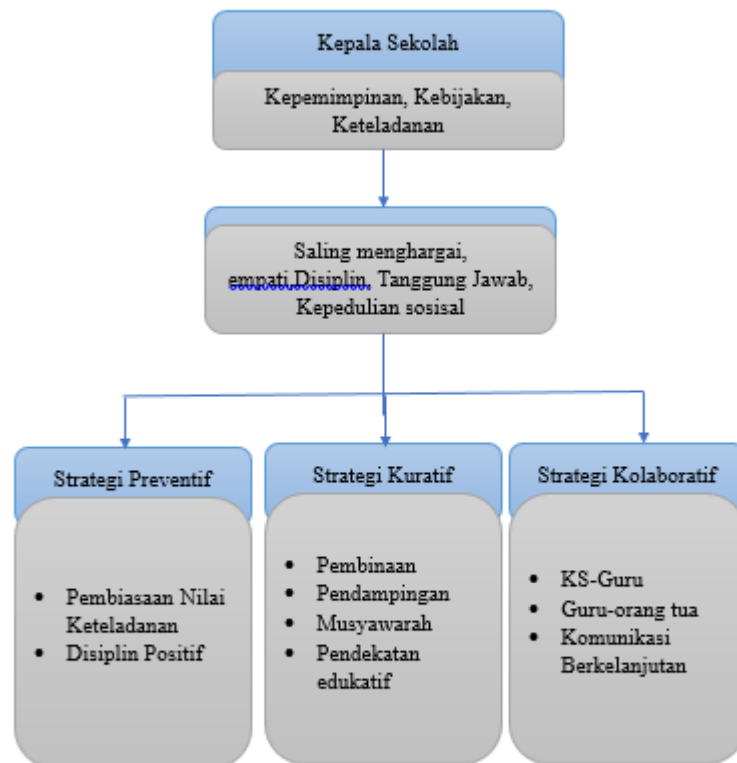 Kepala Sekolah
Kepemimpinan, Kebijakan,
Keteladanan
Saling menghargai,
empati,Disiplin, Tanggung Jawab,
Kepedulian sosisal
Strategi Preventif
• Pembiasaan Nilai
Keteladanan
• Disiplin Positif
Strategi Kuratif
• Pembinaan
• Pendampingan
• Musyawarah
• Pendekatan
edukatif
Strategi Kolaboratif
• KS-Guru
• Guru-orang tua
• Komunikasi
Berkelanjutan